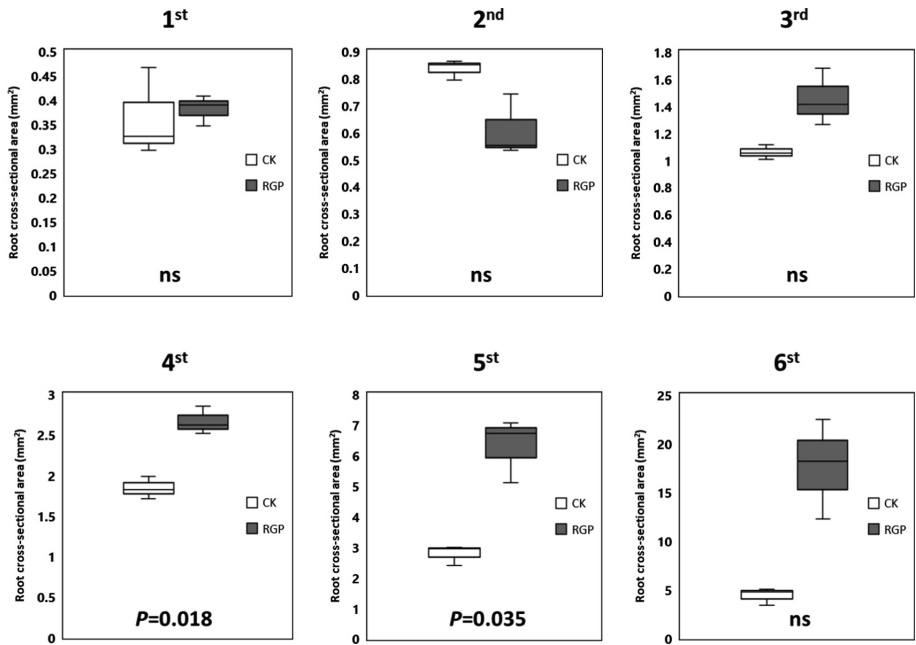 1st
Root cross-sectional area (mm²)
0.5
0.45
0.4
0.35
0.3
0.25
0.2
0.15
0.1
0.05
0
CK
RGP
ns
2nd
Root cross-sectional area (mm²)
0.9
0.8
0.7
0.6
0.5
0.4
0.3
0.2
0.1
0
CK
RGP
ns
3rd
Root cross-sectional area (mm²)
1.8
1.6
1.4
1.2
1
0.8
0.6
0.4
0.2
0
CK
RGP
ns
4st
Root cross-sectional area (mm²)
3
2.5
2
1.5
1
0.5
0
CK
RGP
P=0.018
5st
Root cross-sectional area (mm²)
8
7
6
5
4
3
2
1
0
CK
RGP
P=0.035
6st
Root cross-sectional area (mm²)
25
20
15
10
5
0
CK
RGP
ns